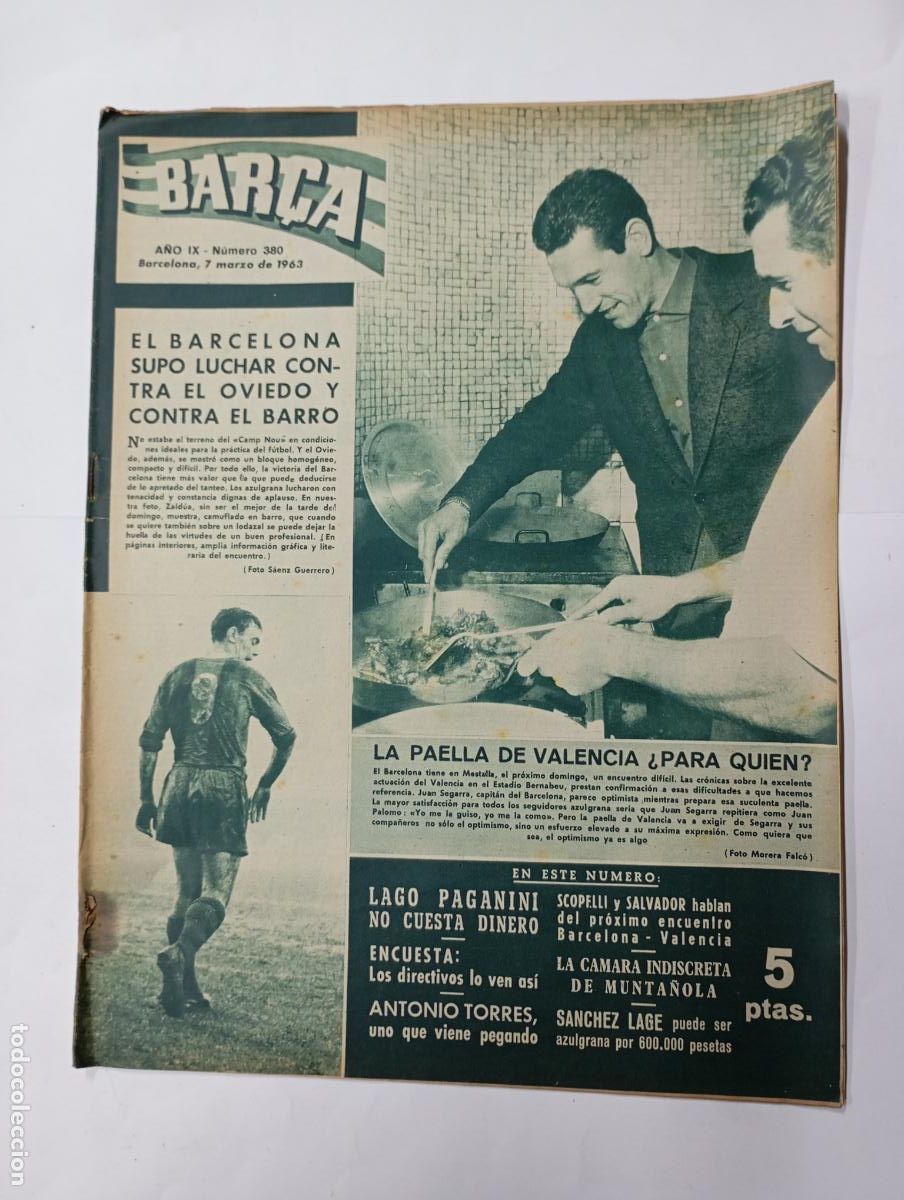 BARÇA
AÑO IX - Número 380
Barcelona, 7 marzo de 1963
EL BARCELONA
SUPO LUCHAR CON-
TRA EL OVIEDO Y
CONTRA EL BARRO
No estaba el terreno del «Camp Nou» en condicio-
nes ideales para la práctica del fútbol. Y el Ovie-
do, además, se mostró como un bloque homogéneo,
compacto y difícil. Por todo ello, la victoria del Bar-
celona tiene más valor que la que puede deducirse
de lo apretado del tanteo. Los azulgrana lucharon con
tenacidad y constancia dignas de aplauso. En nues-
tra foto, Zaldúa, sin ser el mejor de la tarde del
domingo, muestra, camuflado en barro, que cuando
se quiere también sobre un lodazal se puede dejar la
huella de las virtudes de un buen profesional. (En
páginas interiores, amplia información gráfica y lite-
raria del encuentro.)
(Foto Sáenz Guerrero)
9
LA PAELLA DE VALENCIA ¿PARA QUIEN?
El Barcelona tiene en Mestalla, el próximo domingo, un encuentro difícil. Las crónicas sobre la excelente
actuación del Valencia en el Estadio Bernabeu, prestan confirmación a esas dificultades a que hacemos
referencia. Juan Segarra, capitán del Barcelona, parece optimista mientras prepara esa suculenta paella.
La mayor satisfacción para todos los seguidores azulgrana sería que Juan Segarra repitiera como Juan
Palomo: «Yo me la guiso, yo me la como». Pero la paella de Valencia va a exigir de Segarra y sus
compañeros no sólo el optimismo, sino un esfuerzo elevado a su máxima expresión. Como quiera que
sea, el optimismo ya es algo
(Foto Morera Falcó)
EN ESTE NUMERO:
LAGO PAGANINI
NO CUESTA DINERO
ENCUESTA:
Los directivos lo ven así
ANTONIO TORRES,
uno que viene pegando
SCOPELLI y SALVADOR hablan
del próximo encuentro
Barcelona - Valencia
LA CAMARA INDISCRETA
DE MUNTAÑOLA
SANCHEZ LAGE puede ser
azulgrana por 600.000 pesetas
5
ptas.
todocoleccion.net